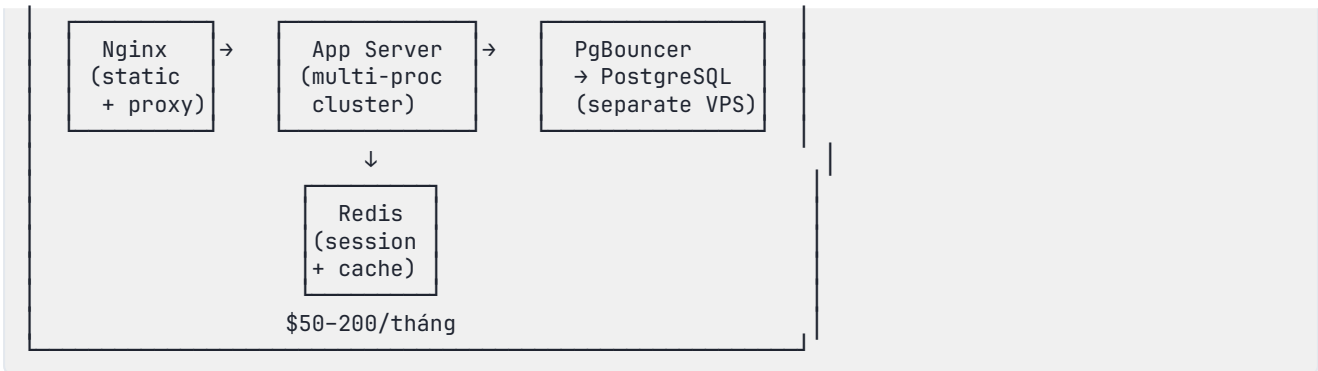 Nginx → App Server → PgBouncer
(static (multi-proc → PostgreSQL
+ proxy) cluster) (separate VPS)
↓
Redis
(session
+ cache)
$50–200/tháng